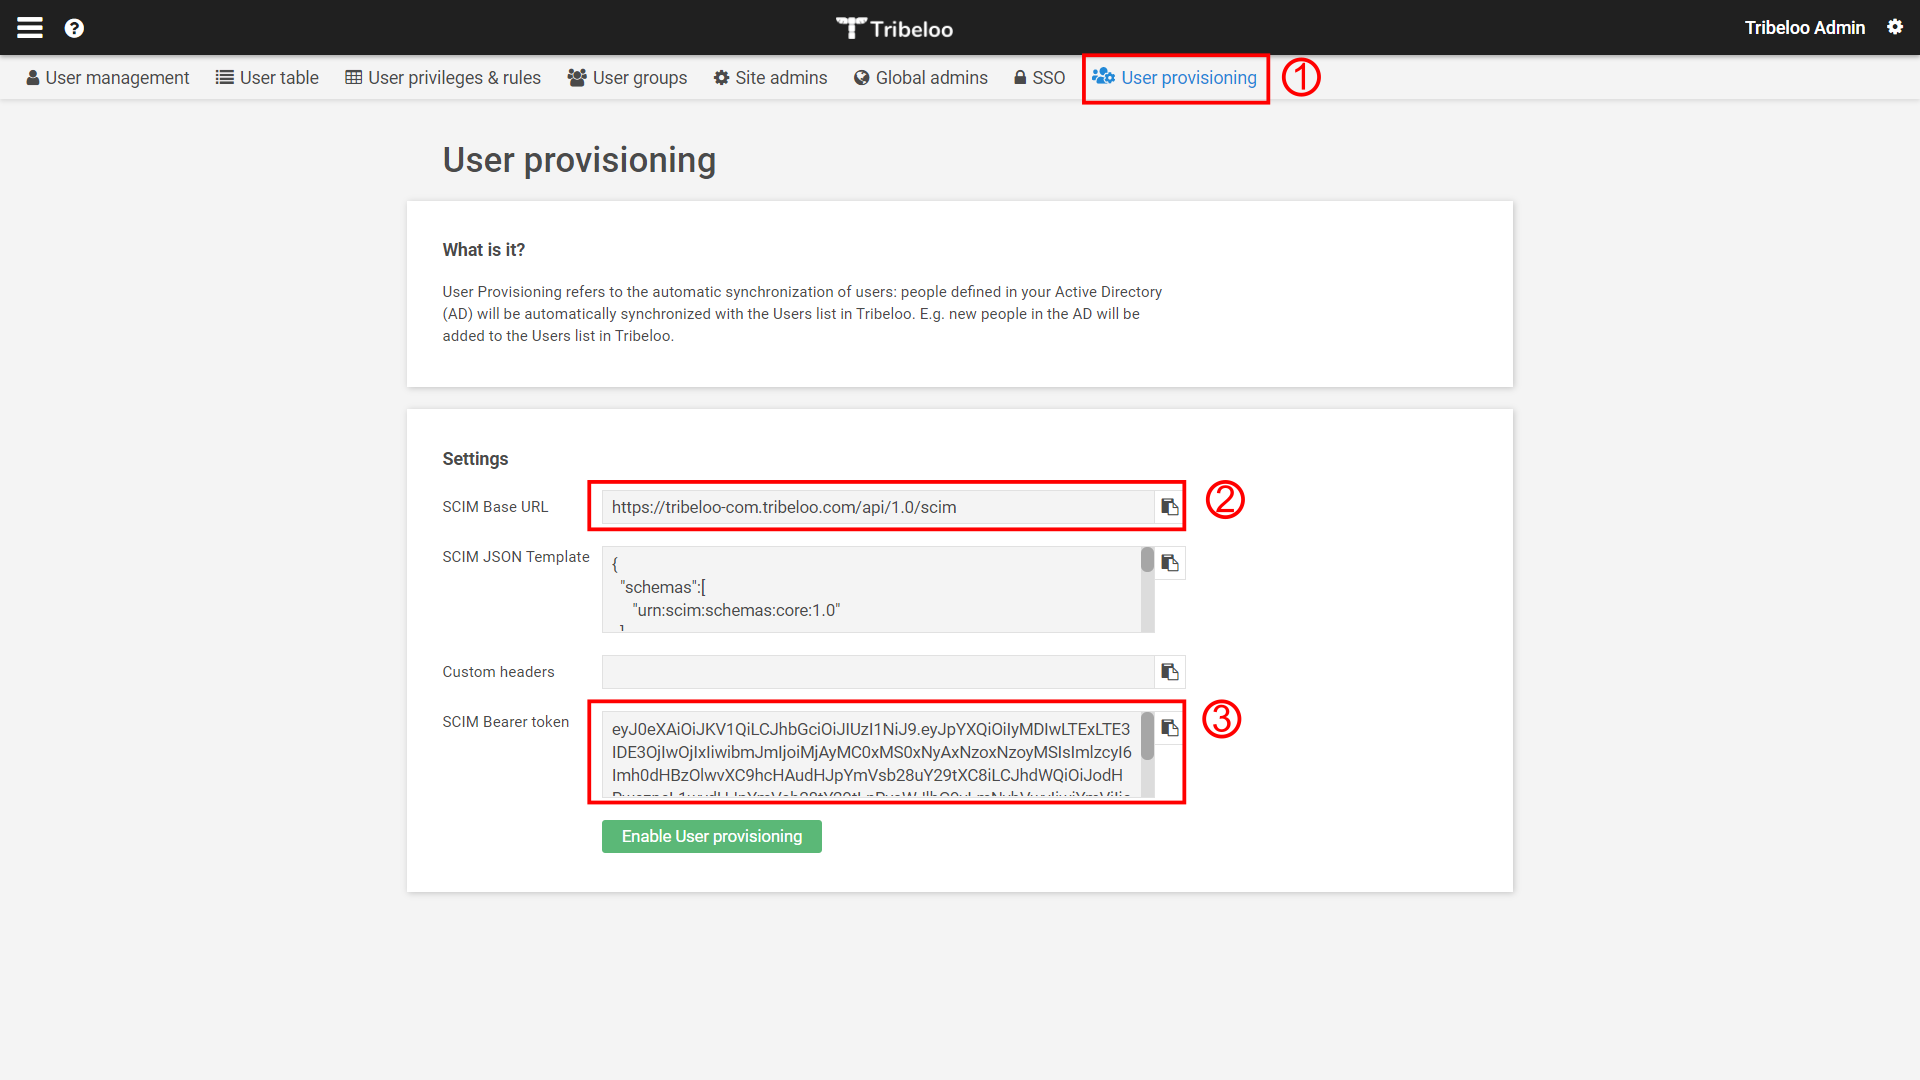 Tribeloo
Tribeloo Admin
User management
User table
User privileges & rules
User groups
Site admins
Global admins
SSO
User provisioning
1
User provisioning
What is it?
User Provisioning refers to the automatic synchronization of users: people defined in your Active Directory
(AD) will be automatically synchronized with the Users list in Tribeloo. E.g. new people in the AD will be
added to the Users list in Tribeloo.
Settings
SCIM Base URL
https://tribeloo-com.tribeloo.com/api/1.0/scim
2
SCIM JSON Template
{
"schemas":[
"urn:scim:schemas:core:1.0"
]
Custom headers
SCIM Bearer token
eyJ0eXAiOiJKV1QiLCJhbGciOiJIUzI1NiJ9.eyJpYXQiOiIyMDIwLTExLTE3
IDE3OjIwOjIxIiwibmJmIjoiMjAyMC0xMS0xNyAxNzoxNzoyMSIsImlzcyI6
Imh0dHBzOlwvXC9hcHAudHJpYmVsb28uY29tXC8iLCJhdWQiOiJodH
3
Enable User provisioning